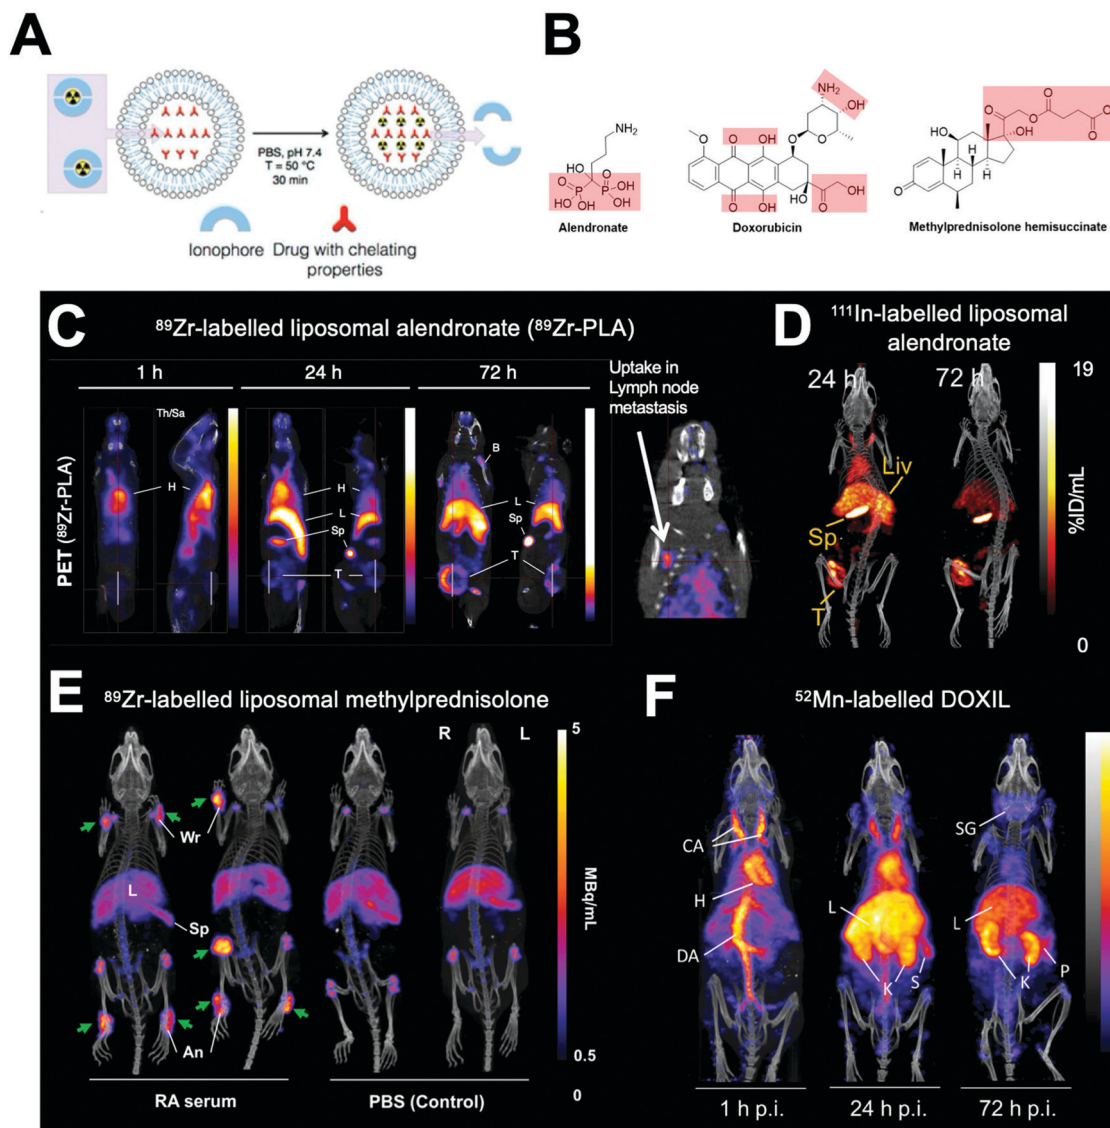 A
PBS, pH 7.4
T = 50 °C
30 min
Ionophore
Drug with chelating
properties
B
NH₂
HO
O
O
P
P
OH
OH
HO
OH
Alendronate
NH₂
OH
O
O
O
O
OH
O
OH
HO
O
OH
Doxorubicin
O
O
O
OH
O
HO
OH
H
H
H
O
Methylprednisolone hemisuccinate
C
⁸⁹Zr-labelled liposomal alendronate (⁸⁹Zr-PLA)
1 h
24 h
72 h
Uptake in
Lymph node
metastasis
PET (⁸⁹Zr-PLA)
Th/Sa
H
H
L
Sp
T
B
L
Sp
T
D
¹¹¹In-labelled liposomal
alendronate
24 h
72 h
Liv
Sp
T
19
%ID/mL
0
E
⁸⁹Zr-labelled liposomal methylprednisolone
R
L
5
Wr
L
Sp
An
MBq/mL
0.5
0
RA serum
PBS (Control)
F
⁵²Mn-labelled DOXIL
CA
H
DA
L
K
S
SG
L
K
P
1 h p.i.
24 h p.i.
72 h p.i.